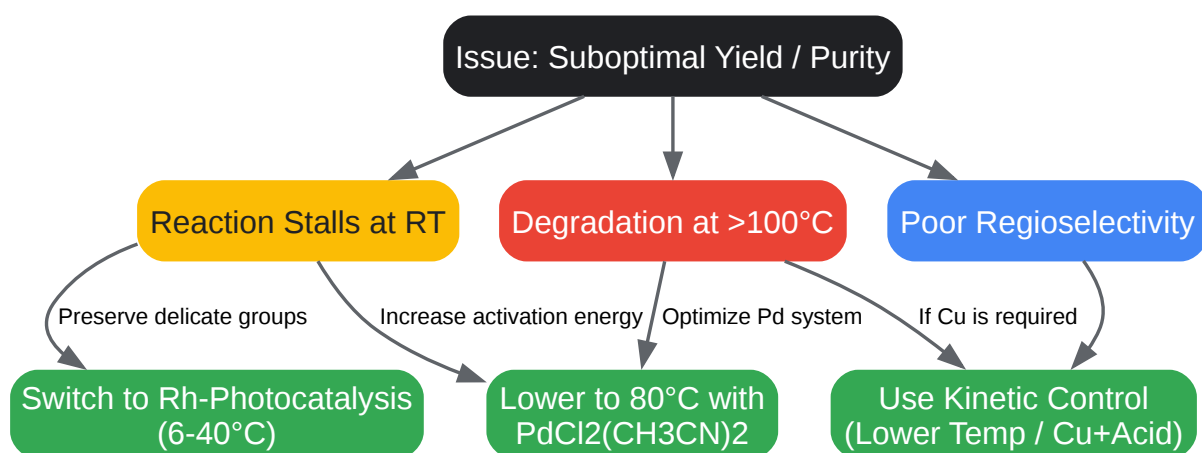 Issue: Suboptimal Yield / Purity
Reaction Stalls at RT
Degradation at >100°C
Poor Regioselectivity
Preserve delicate groups
Increase activation energy
Optimize Pd system
If Cu is required
Switch to Rh-Photocatalysis
(6-40°C)
Lower to 80°C with
PdCl2(CH3CN)2
Use Kinetic Control
(Lower Temp / Cu+Acid)